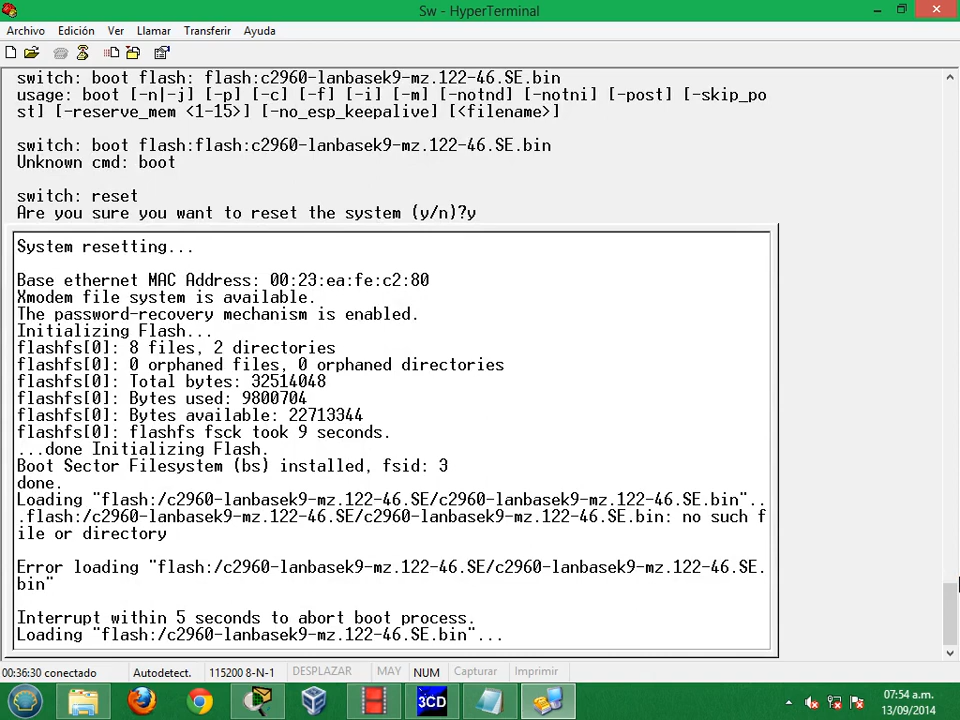 Sw - HyperTerminal
Archivo Edición Ver Llamar Transferir Ayuda
switch: boot flash: flash:c2960-lanbasek9-mz.122-46.SE.bin
usage: boot [-n|-j] [-p] [-c] [-f] [-i] [-m] [-notnd] [-notni] [-post] [-skip_po
st] [-reserve_mem <1-15>] [-no_esp_keepalive] [<filename>]
switch: boot flash:flash:c2960-lanbasek9-mz.122-46.SE.bin
Unknown cmd: boot
switch: reset
Are you sure you want to reset the system (y/n)?y
System resetting...
Base ethernet MAC Address: 00:23:ea:fe:c2:80
Xmodem file system is available.
The password-recovery mechanism is enabled.
Initializing Flash...
flashfs[0]: 8 files, 2 directories
flashfs[0]: 0 orphaned files, 0 orphaned directories
flashfs[0]: Total bytes: 32514048
flashfs[0]: Bytes used: 9800704
flashfs[0]: Bytes available: 22713344
flashfs[0]: flashfs fsck took 9 seconds.
...done Initializing Flash.
Boot Sector Filesystem (bs) installed, fsid: 3
done.
Loading "flash:/c2960-lanbasek9-mz.122-46.SE/c2960-lanbasek9-mz.122-46.SE.bin"..
.flash:/c2960-lanbasek9-mz.122-46.SE/c2960-lanbasek9-mz.122-46.SE.bin: no such f
ile or directory
Error loading "flash:/c2960-lanbasek9-mz.122-46.SE/c2960-lanbasek9-mz.122-46.SE.
bin"
Interrupt within 5 seconds to abort boot process.
Loading "flash:/c2960-lanbasek9-mz.122-46.SE.bin"...
00:36:30 conectado Autodetect. 115200 8-N-1 DESPLAZAR MAY NUM Capturar Imprimir
3CD
07:54 a.m.
13/09/2014